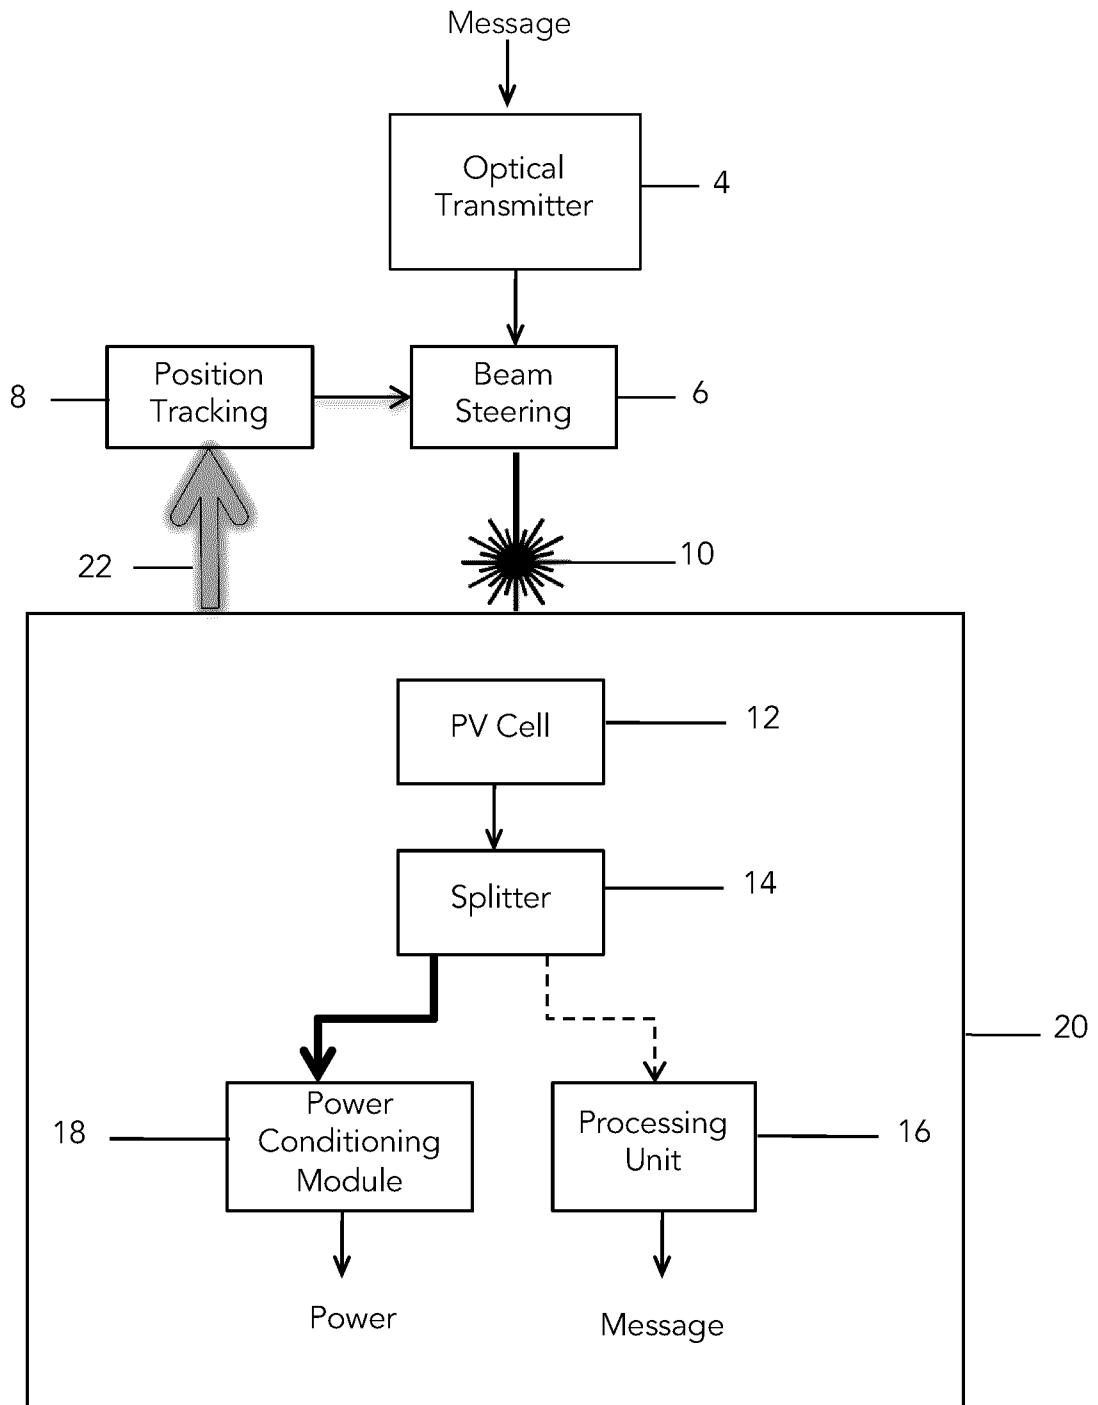 Message
Optical
Transmitter
4
Position
Tracking
8
Beam
Steering
6
22
10
PV Cell
12
Splitter
14
20
Power
Conditioning
Module
18
Processing
Unit
16
Power
Message